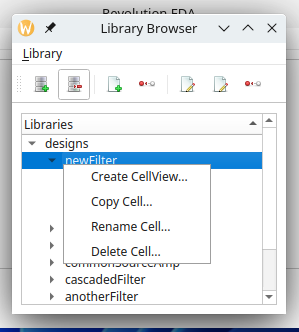 Revolution EDA
Library Browser
Library
Libraries
designs
newFilter
Create CellView...
Copy Cell...
Rename Cell...
Delete Cell...
commonSourceAmp
cascadedFilter
anotherFilter